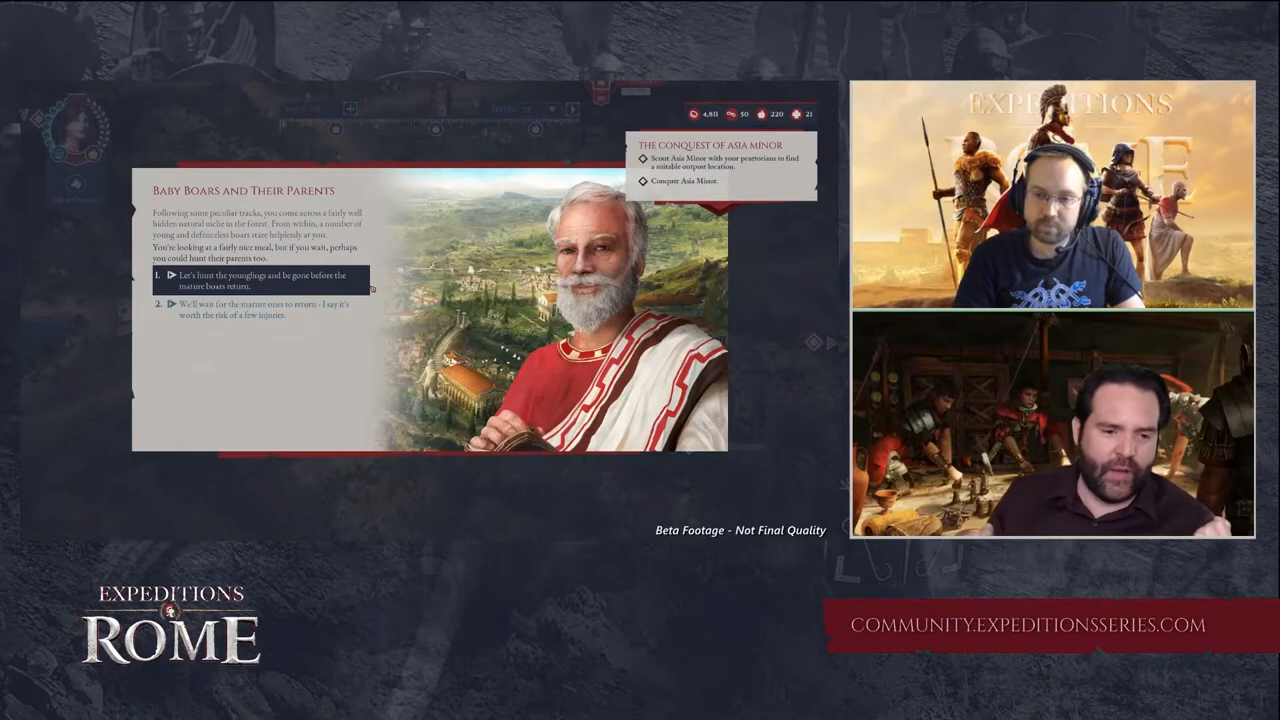 4,811 50 220 21
THE CONQUEST OF ASIA MINOR
Scout Asia Minor with your praetorians to find
a suitable outpost location.
Conquer Asia Minor.
BABY BOARS AND THEIR PARENTS
Following some peculiar tracks, you come across a fairly well
hidden natural niche in the forest. From within, a number of
young and defenceless boars stare helplessly at you.
You're looking at a fairly nice meal, but if you wait, perhaps
you could hunt their parents too.
1. Let's hunt the younglings and be gone before the
mature boars return.
2. We'll wait for the mature ones to return - I say it's
worth the risk of a few injuries.
Beta Footage - Not Final Quality
EXPEDITIONS
ROME
COMMUNITY.EXPEDITIONSSERIES.COM